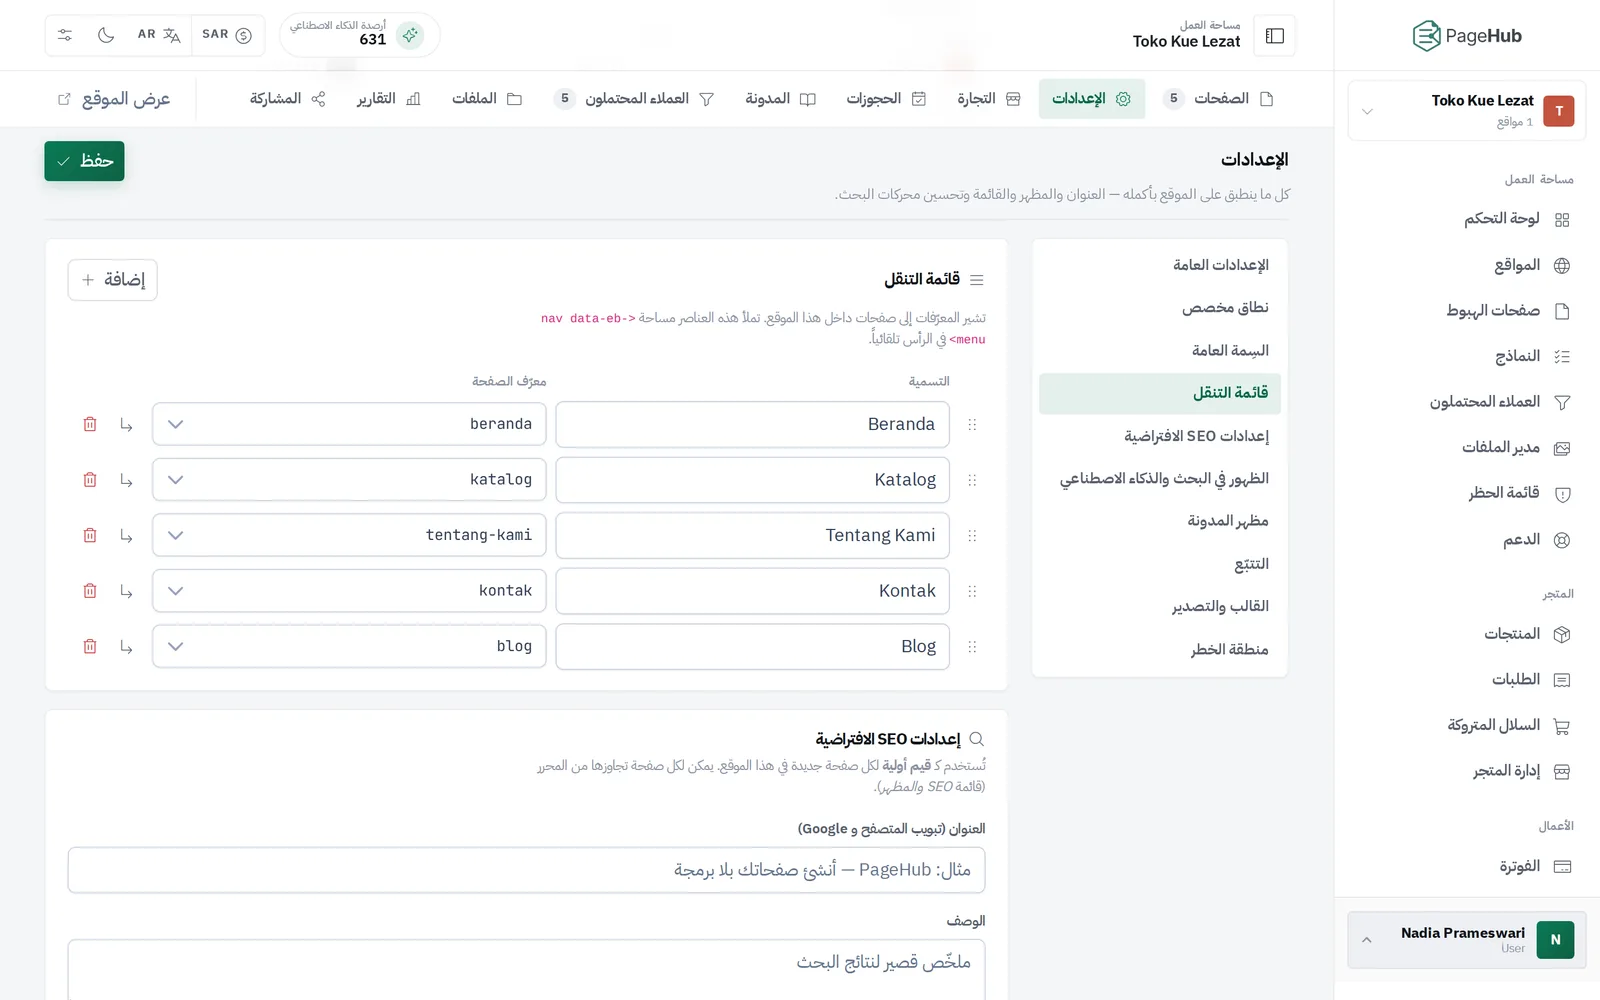 PageHub
Toko Kue Lezat
1 مواقع
T
مساحة العمل
لوحة التحكم
المواقع
صفحات الهبوط
النماذج
العملاء المحتملون
مدير الملفات
قائمة الحظر
الدعم
المتجر
المنتجات
الطلبات
السلال المتروكة
إدارة المتجر
الأعمال
الفوترة
Nadia Prameswari
User
N
مساحة العمل
Toko Kue Lezat
أرصدة الذكاء الاصطناعي
631
SAR
AR
الصفحات 5
الإعدادات
التجارة
الحجوزات
المدونة
العملاء المحتملون 5
الملفات
التقارير
المشاركة
عرض الموقع
الإعدادات
كل ما ينطبق على الموقع بأكمله — العنوان والمظهر والقائمة وتحسين محركات البحث.
حفظ
الإعدادات العامة
نطاق مخصص
السِمة العامة
قائمة التنقل
إعدادات SEO الافتراضية
الظهور في البحث والذكاء الاصطناعي
مظهر المدونة
التتبّع
القالب والتصدير
منطقة الخطر
قائمة التنقل
إضافة
تشير المعرّفات إلى صفحات داخل هذا الموقع. تملأ هذه العناصر مساحة <nav data-eb-
menu> في الرأس تلقائياً.
التسمية
معرّف الصفحة
Beranda
beranda
Katalog
katalog
Tentang Kami
tentang-kami
Kontak
kontak
Blog
blog
إعدادات SEO الافتراضية
تُستخدم كـ قيم أولية لكل صفحة جديدة في هذا الموقع. يمكن لكل صفحة تجاوزها من المحرر
(قائمة SEO والمظهر).
العنوان (تبويب المتصفح و Google)
مثال: PageHub — أنشئ صفحاتك بلا برمجة
الوصف
ملخّص قصير لنتائج البحث